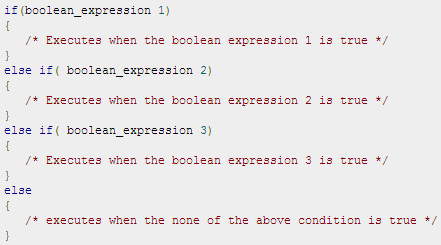 if(boolean_expression 1)
{
/* Executes when the boolean expression 1 is true */
}
else if( boolean_expression 2)
{
/* Executes when the boolean expression 2 is true */
}
else if( boolean_expression 3)
{
/* Executes when the boolean expression 3 is true */
}
else
{
/* executes when the none of the above condition is true */
}